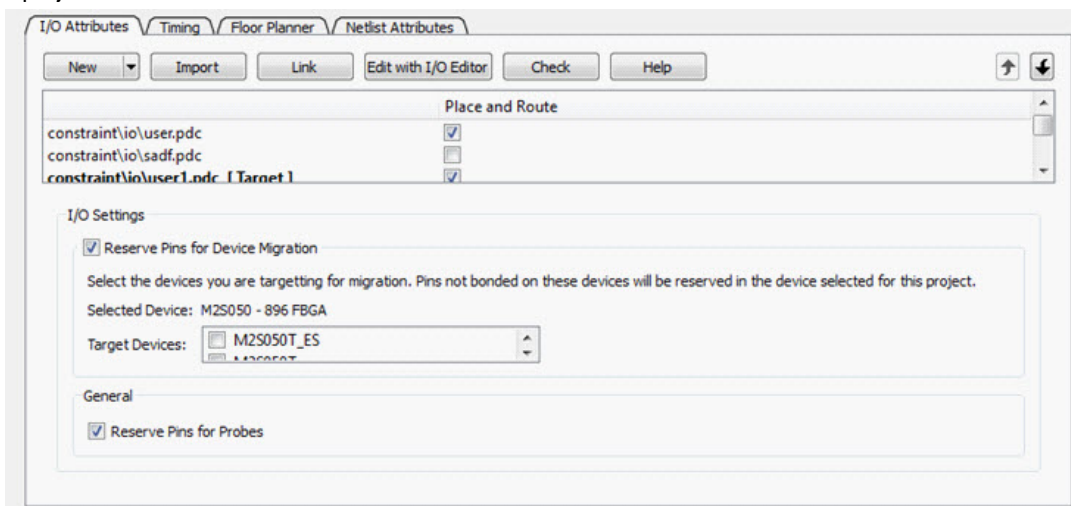 I/O Attributes Timing Floor Planner Netlist Attributes
New Import Link Edit with I/O Editor Check Help
Place and Route
constraint\io\user.pdc
constraint\io\sadf.pdc
constraint\io\user1.pdc [ Target ]
I/O Settings
Reserve Pins for Device Migration
Select the devices you are targetting for migration. Pins not bonded on these devices will be reserved in the device selected for this project.
Selected Device: M2S050 - 896 FBGA
Target Devices: M2S050T_ES
General
Reserve Pins for Probes